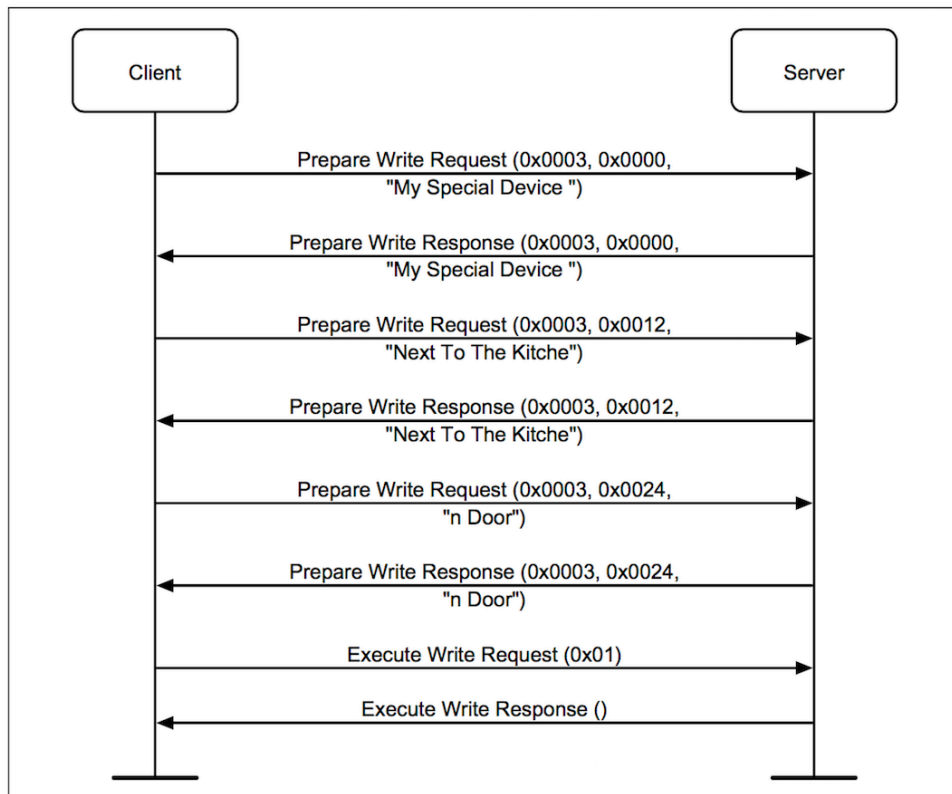 Client
Server
Prepare Write Request (0x0003, 0x0000,
"My Special Device ")
Prepare Write Response (0x0003, 0x0000,
"My Special Device ")
Prepare Write Request (0x0003, 0x0012,
"Next To The Kitche")
Prepare Write Response (0x0003, 0x0012,
"Next To The Kitche")
Prepare Write Request (0x0003, 0x0024,
"n Door")
Prepare Write Response (0x0003, 0x0024,
"n Door")
Execute Write Request (0x01)
Execute Write Response ()